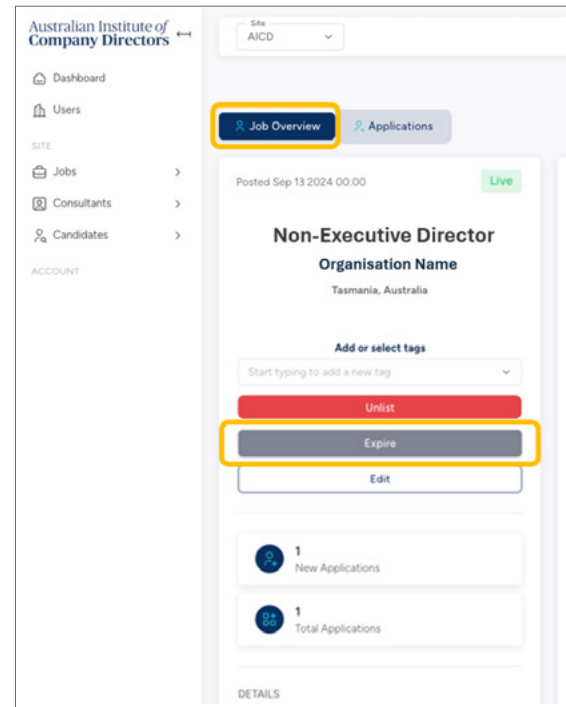 Australian Institute of
Company Directors
Dashboard
Users
SITE
Jobs
Consultants
Candidates
ACCOUNT
Site
AICD
Job Overview
Applications
Posted Sep 13 2024 00:00
Live
Non-Executive Director
Organisation Name
Tasmania, Australia
Add or select tags
Start typing to add a new tag
Unlist
Expire
Edit
1
New Applications
1
Total Applications
DETAILS